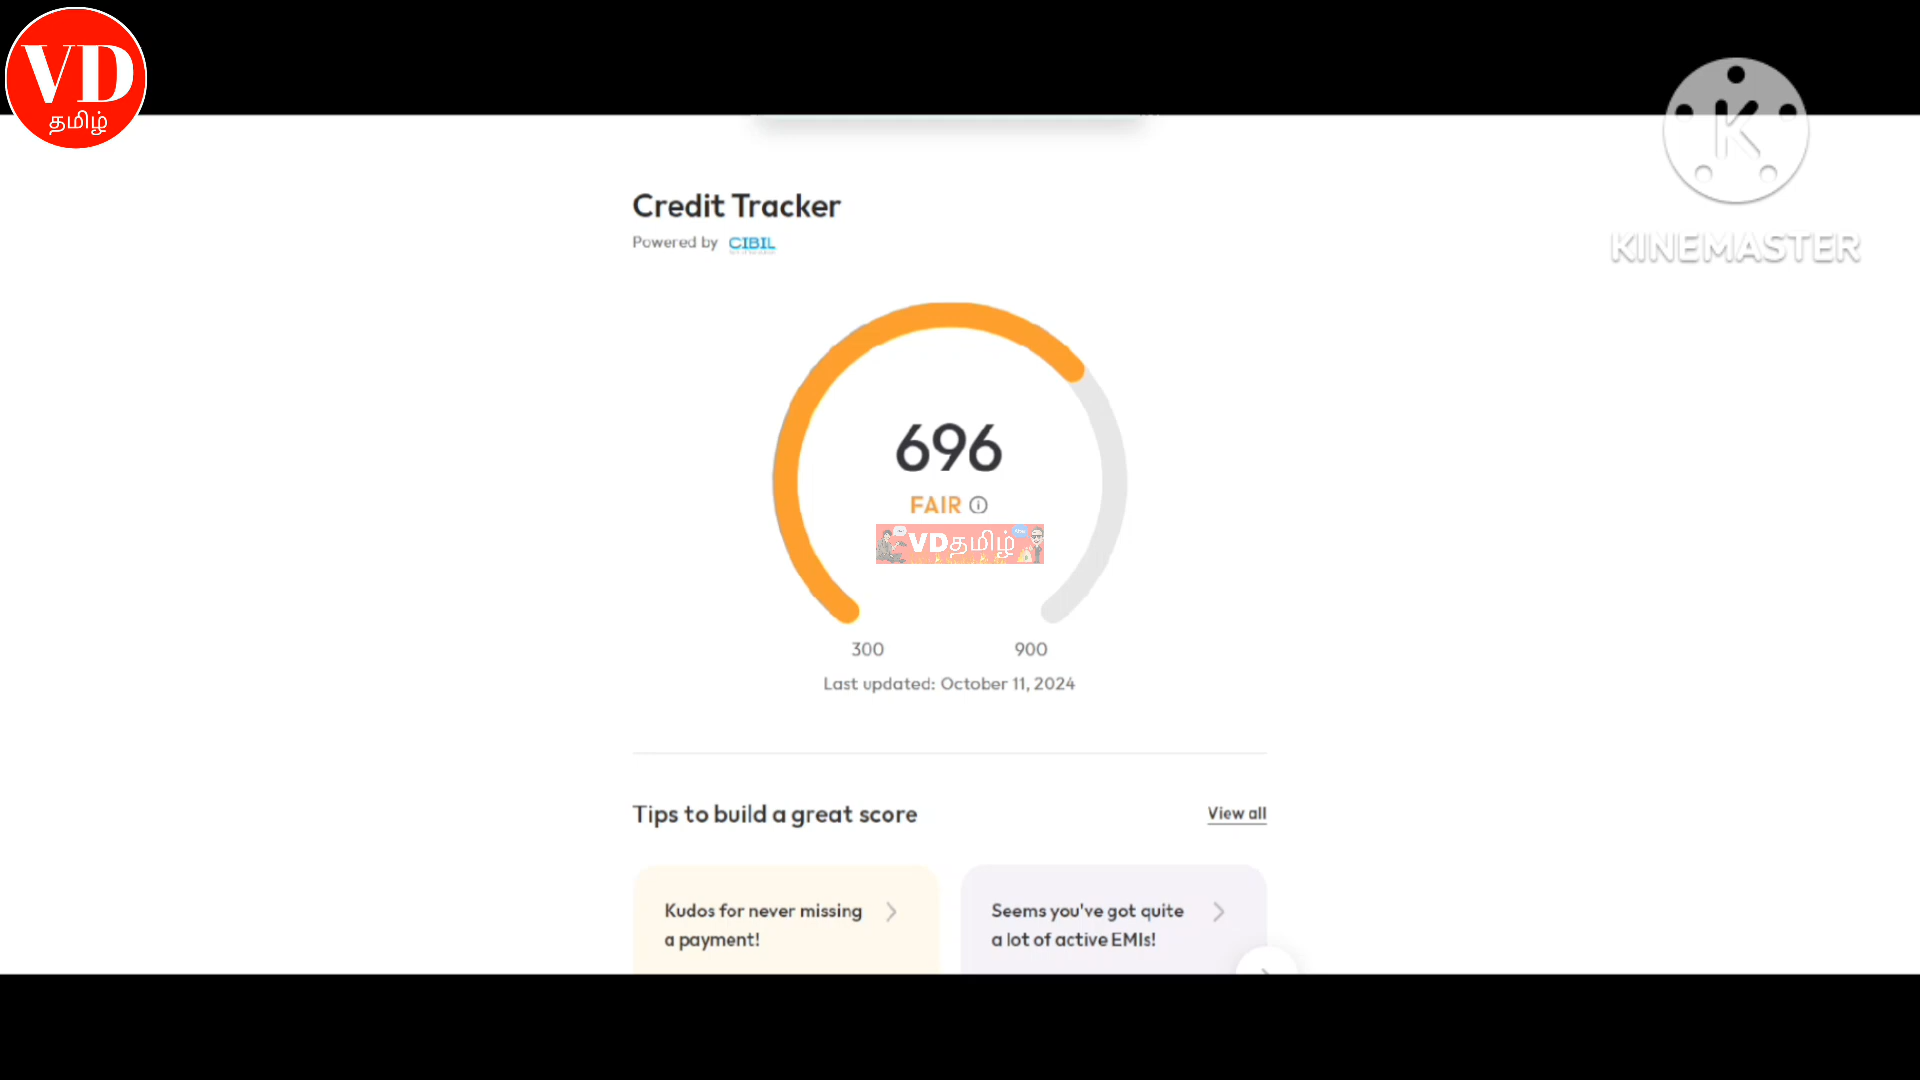 VD
தமிழ்
KINEMASTER
Credit Tracker
Powered by CIBIL
696
FAIR
VDதமிழ்
300 900
Last updated: October 11, 2024
Tips to build a great score
View all
Kudos for never missing
a payment!
Seems you've got quite
a lot of active EMIs!